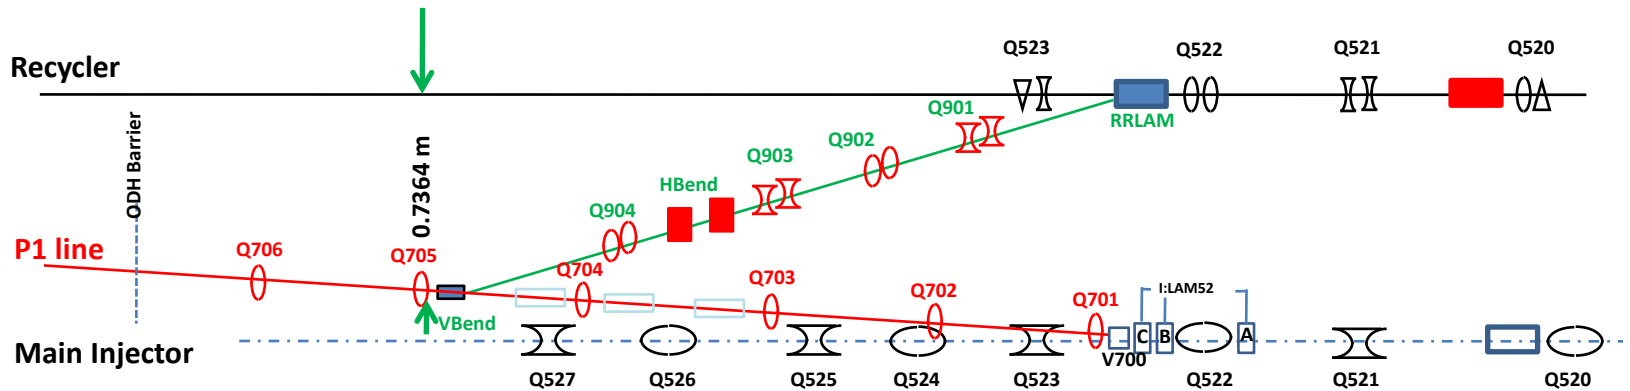 Q523
Q522
Q521
Q520
Recycler
RRLAM
Q901
Q902
Q903
HBend
Q904
ODH Barrier
0.7364 m
P1 line
Q706
Q705
Q704
Q703
Q702
Q701
I:LAM52
VBend
V700
C
B
A
Main Injector
Q527
Q526
Q525
Q524
Q523
Q522
Q521
Q520